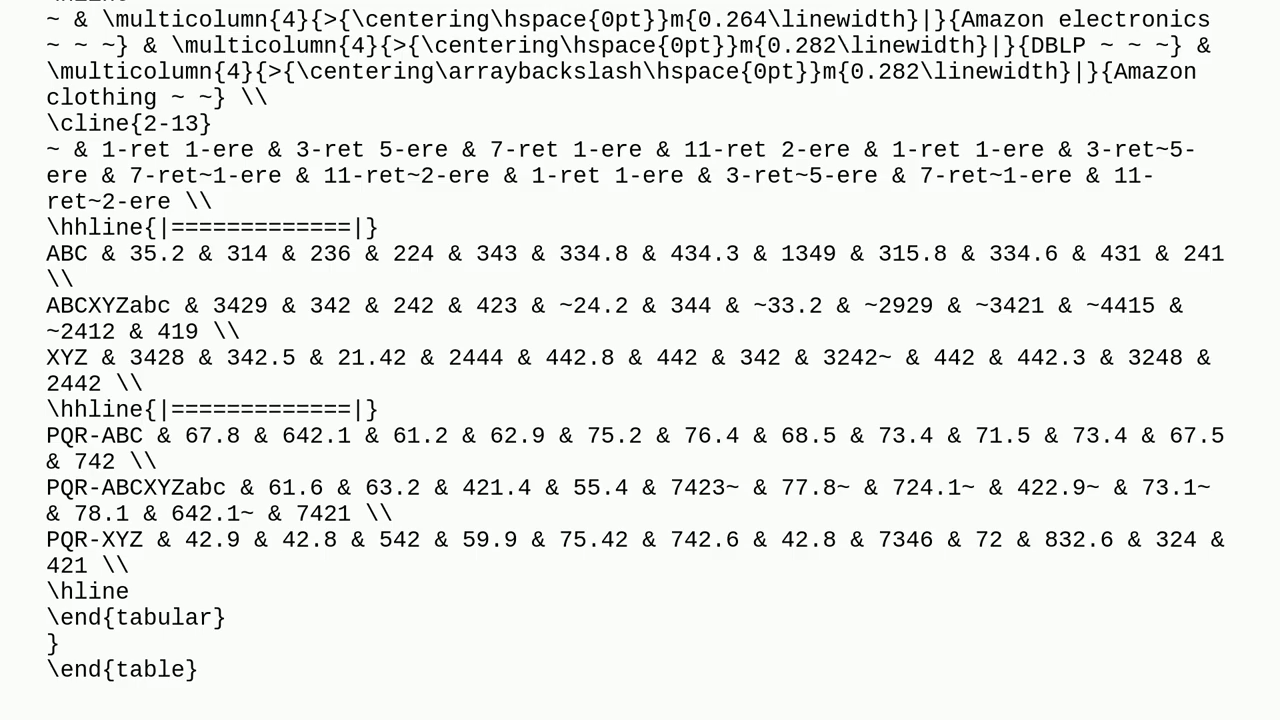 ~ & \multicolumn{4}{>{\centering\hspace{0pt}}m{0.264\linewidth}|}{Amazon electronics
~ ~ ~} & \multicolumn{4}{>{\centering\hspace{0pt}}m{0.282\linewidth}|}{DBLP ~ ~ ~} &
\multicolumn{4}{>{\centering\arraybackslash\hspace{0pt}}m{0.282\linewidth}|}{Amazon
clothing ~ ~} \\
\cline{2-13}
~ & 1-ret 1-ere & 3-ret 5-ere & 7-ret 1-ere & 11-ret 2-ere & 1-ret 1-ere & 3-ret~5-
ere & 7-ret~1-ere & 11-ret~2-ere & 1-ret 1-ere & 3-ret~5-ere & 7-ret~1-ere & 11-
ret~2-ere \\
\hhline{|=============|}
ABC & 35.2 & 314 & 236 & 224 & 343 & 334.8 & 434.3 & 1349 & 315.8 & 334.6 & 431 & 241
\\
ABCXYZabc & 3429 & 342 & 242 & 423 & ~24.2 & 344 & ~33.2 & ~2929 & ~3421 & ~4415 &
~2412 & 419 \\
XYZ & 3428 & 342.5 & 21.42 & 2444 & 442.8 & 442 & 342 & 3242~ & 442 & 442.3 & 3248 &
2442 \\
\hhline{|=============|}
PQR-ABC & 67.8 & 642.1 & 61.2 & 62.9 & 75.2 & 76.4 & 68.5 & 73.4 & 71.5 & 73.4 & 67.5
& 742 \\
PQR-ABCXYZabc & 61.6 & 63.2 & 421.4 & 55.4 & 7423~ & 77.8~ & 724.1~ & 422.9~ & 73.1~
& 78.1 & 642.1~ & 7421 \\
PQR-XYZ & 42.9 & 42.8 & 542 & 59.9 & 75.42 & 742.6 & 42.8 & 7346 & 72 & 832.6 & 324 &
421 \\
\hline
\end{tabular}
}
\end{table}